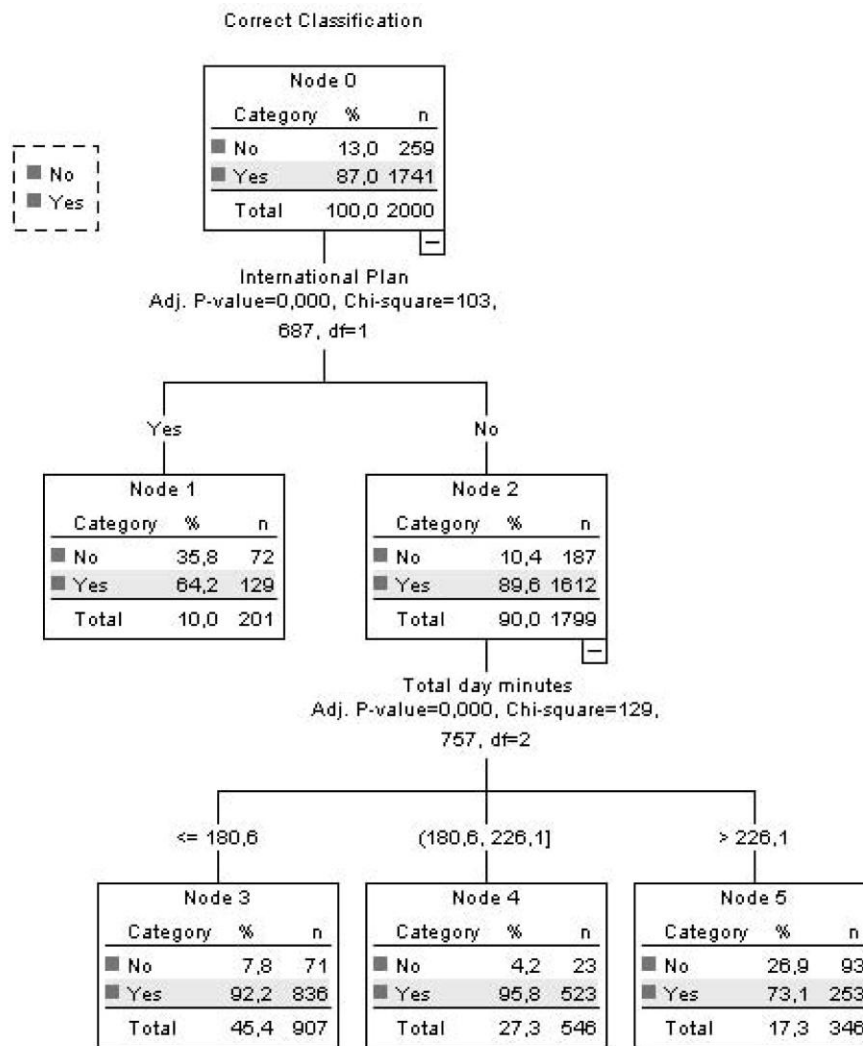 Correct Classification
Node 0
Category % n
No 13,0 259
Yes 87,0 1741
Total 100,0 2000
No
Yes
International Plan
Adj. P-value=0,000, Chi-square=103,
687, df=1
Yes
No
Node 1
Category % n
No 35,8 72
Yes 64,2 129
Total 10,0 201
Node 2
Category % n
No 10,4 187
Yes 89,6 1612
Total 90,0 1799
Total day minutes
Adj. P-value=0,000, Chi-square=129,
757, df=2
<= 180,6
(180,6, 226,1]
> 226,1
Node 3
Category % n
No 7,8 71
Yes 92,2 836
Total 45,4 907
Node 4
Category % n
No 4,2 23
Yes 95,8 523
Total 27,3 546
Node 5
Category % n
No 26,9 93
Yes 73,1 253
Total 17,3 346